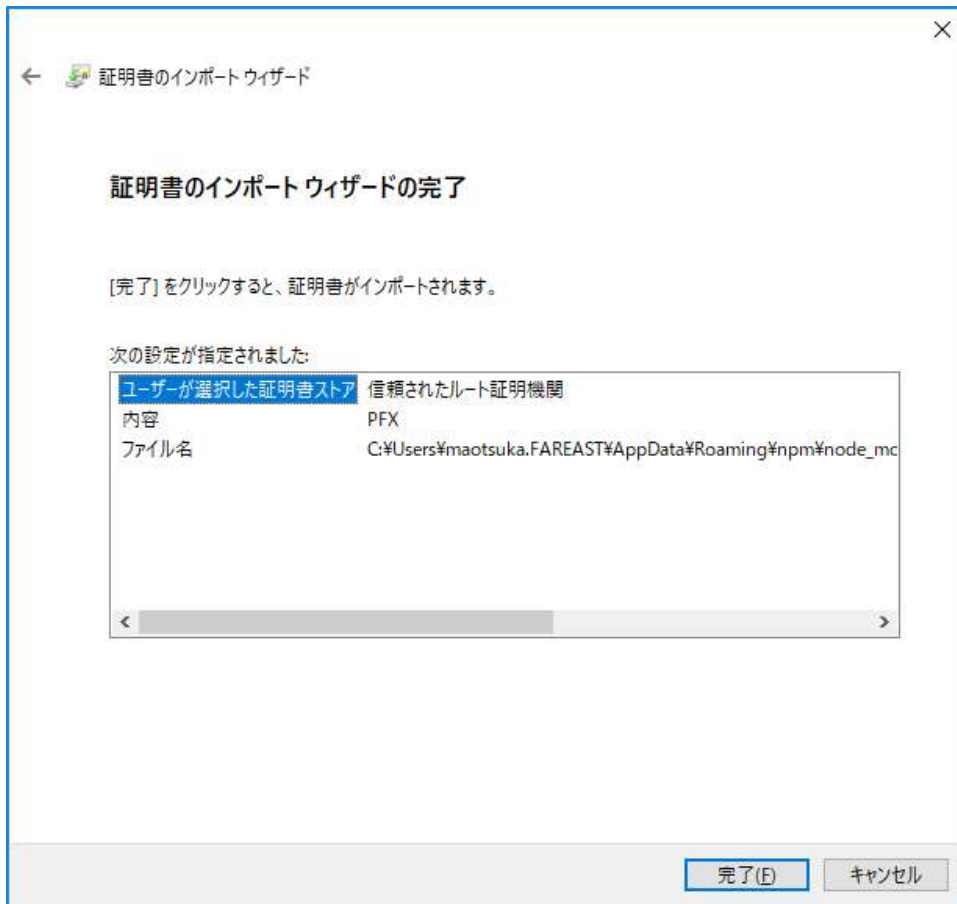 証明書のインポート ウィザード
証明書のインポート ウィザードの完了
[完了] をクリックすると、証明書がインポートされます。
次の設定が指定されました:
ユーザーが選択した証明書ストア 信頼されたルート証明機関
内容 PFX
ファイル名 C:¥Users¥maotsuka.FAREAST¥AppData¥Roaming¥npm¥node_mc
完了(F) キャンセル